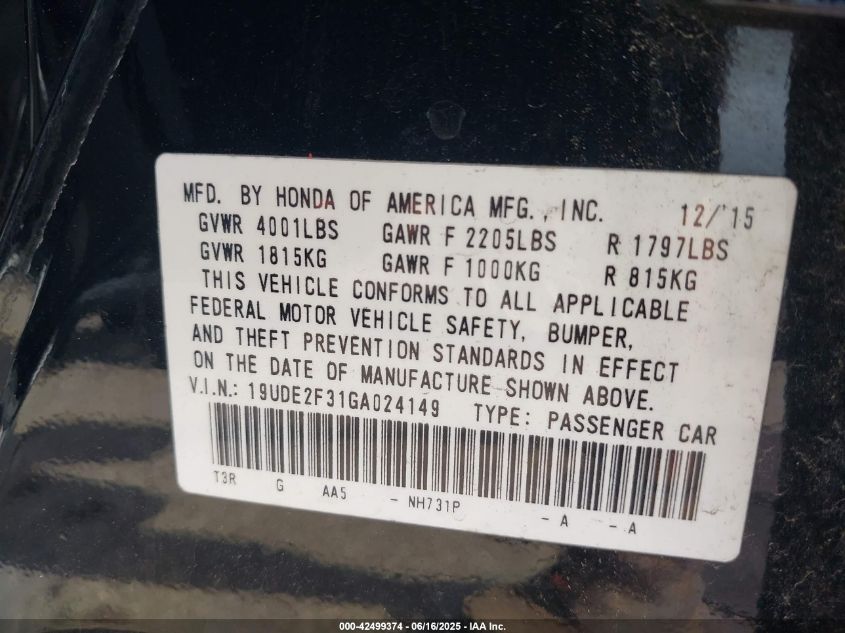 MFD. BY HONDA OF AMERICA MFG., INC. 12/'15
GVWR 4001LBS GAWR F 2205LBS R 1797LBS
GVWR 1815KG GAWR F 1000KG R 815KG
THIS VEHICLE CONFORMS TO ALL APPLICABLE
FEDERAL MOTOR VEHICLE SAFETY, BUMPER,
AND THEFT PREVENTION STANDARDS IN EFFECT
ON THE DATE OF MANUFACTURE SHOWN ABOVE.
V.I.N.: 19UDE2F31GA024149 TYPE: PASSENGER CAR
T3R G AA5 - NH731P - A - A
000-42499374 - 06/16/2025 - IAA Inc.